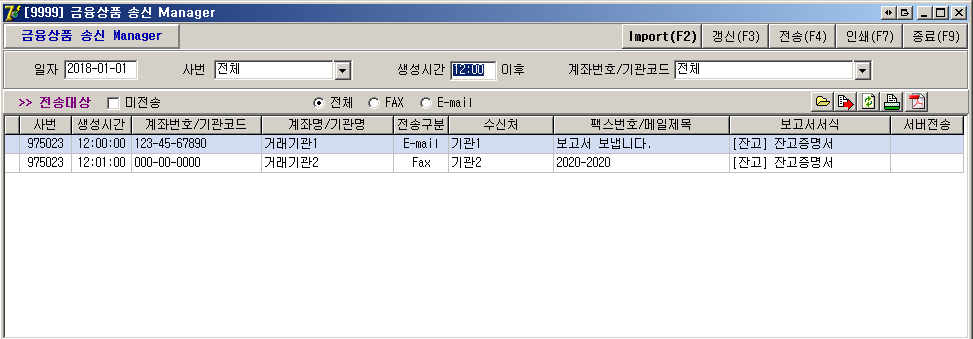 [9999] 금융상품 송신 Manager
금융상품 송신 Manager Import(F2) 갱신(F3) 전송(F4) 인쇄(F7) 종료(F9)
일자 2018-01-01 사번 전체 생성시간 12:00 이후 계좌번호/기관코드 전체
>> 전송대상 미전송 전체 FAX E-mail
사번 생성시간 계좌번호/기관코드 계좌명/기관명 전송구분 수신처 팩스번호/메일제목 보고서서식 서버전송
975023 12:00:00 123-45-67890 거래기관1 E-mail 기관1 보고서 보냅니다. [잔고] 잔고증명서
975023 12:01:00 000-00-0000 거래기관2 Fax 기관2 2020-2020 [잔고] 잔고증명서